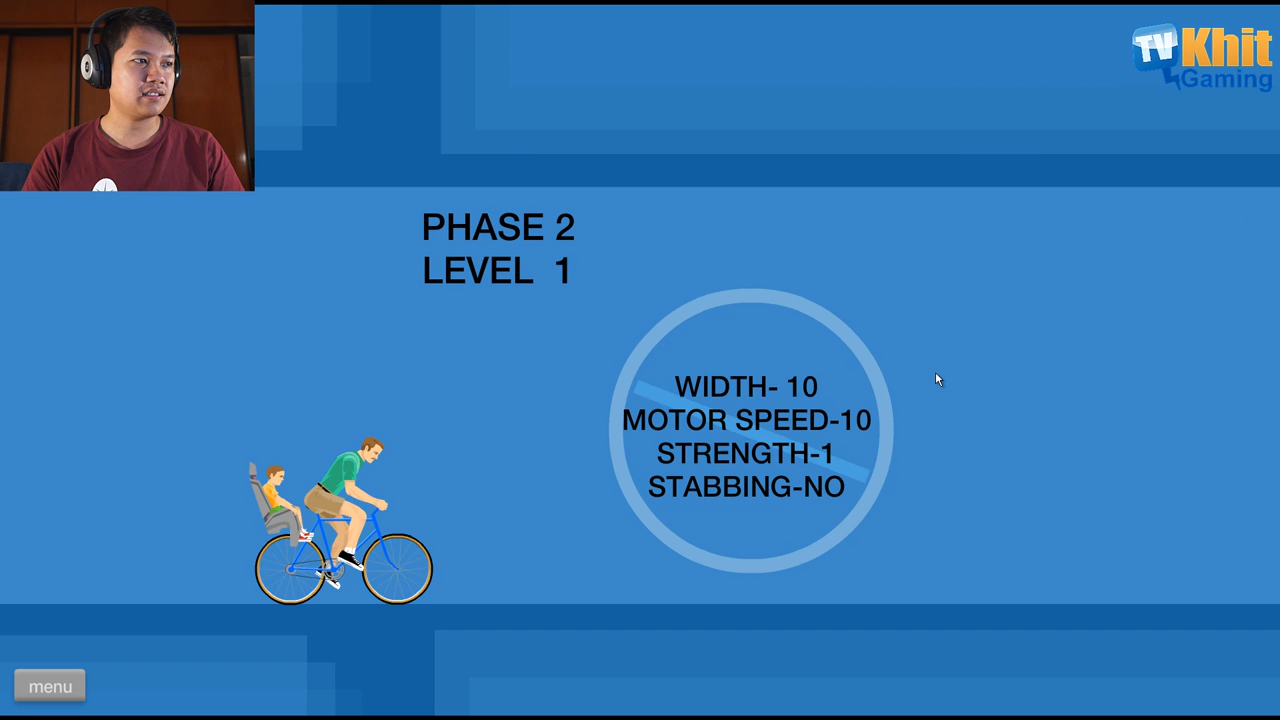 TV Khit
Gaming
PHASE 2
LEVEL 1
WIDTH- 10
MOTOR SPEED-10
STRENGTH-1
STABBING-NO
menu